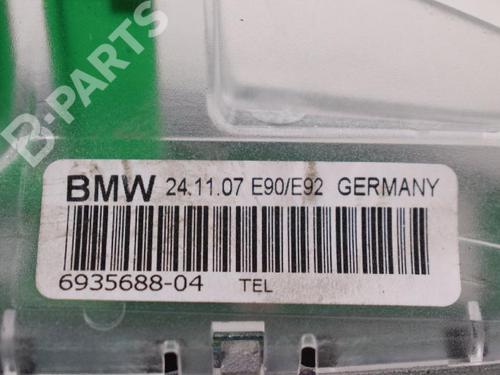 B-PARTS
BMW 24.11.07 E90/E92 GERMANY
6935688-04 TEL